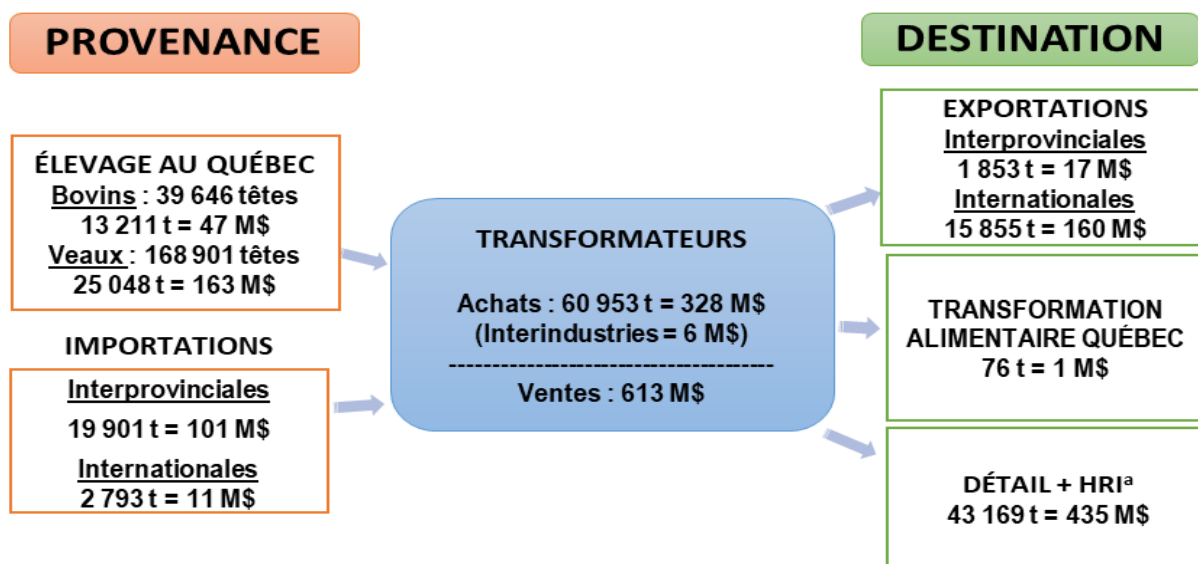 PROVENANCE
ÉLEVAGE AU QUÉBEC
Bovins : 39 646 têtes
13 211 t = 47 M$
Veaux : 168 901 têtes
25 048 t = 163 M$
IMPORTATIONS
Interprovinciales
19 901 t = 101 M$
Internationales
2 793 t = 11 M$
TRANSFORMATEURS
Achats : 60 953 t = 328 M$
(Interindustries = 6 M$)
-----------------------------------------
Ventes : 613 M$
DESTINATION
EXPORTATIONS
Interprovinciales
1 853 t = 17 M$
Internationales
15 855 t = 160 M$
TRANSFORMATION
ALIMENTAIRE QUÉBEC
76 t = 1 M$
DÉTAIL + HRIᵃ
43 169 t = 435 M$